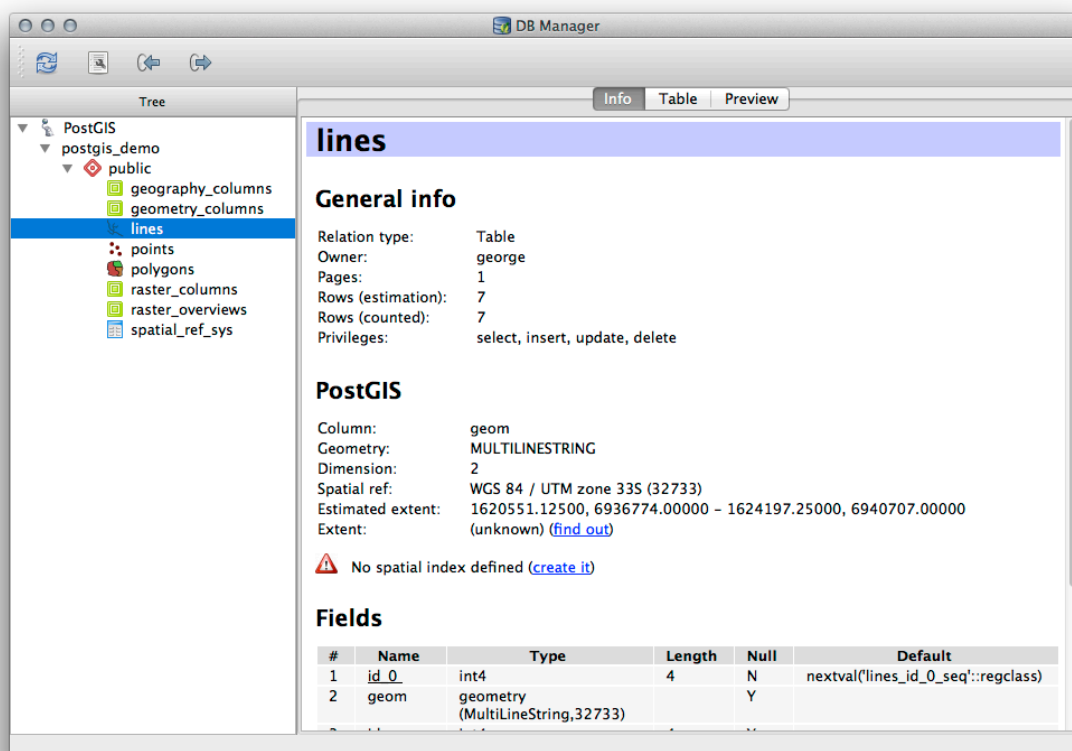 DB Manager
Tree
Info Table Preview
PostGIS
postgis_demo
public
geography_columns
geometry_columns
lines
points
polygons
raster_columns
raster_overviews
spatial_ref_sys
lines
General info
Relation type: Table
Owner: george
Pages: 1
Rows (estimation): 7
Rows (counted): 7
Privileges: select, insert, update, delete
PostGIS
Column: geom
Geometry: MULTILINESTRING
Dimension: 2
Spatial ref: WGS 84 / UTM zone 33S (32733)
Estimated extent: 1620551.12500, 6936774.00000 – 1624197.25000, 6940707.00000
Extent: (unknown) (find out)
No spatial index defined (create it)
Fields
# Name Type Length Null Default
1 id_0 int4 4 N nextval('lines_id_0_seq'::regclass)
2 geom geometry Y
(MultiLineString,32733)